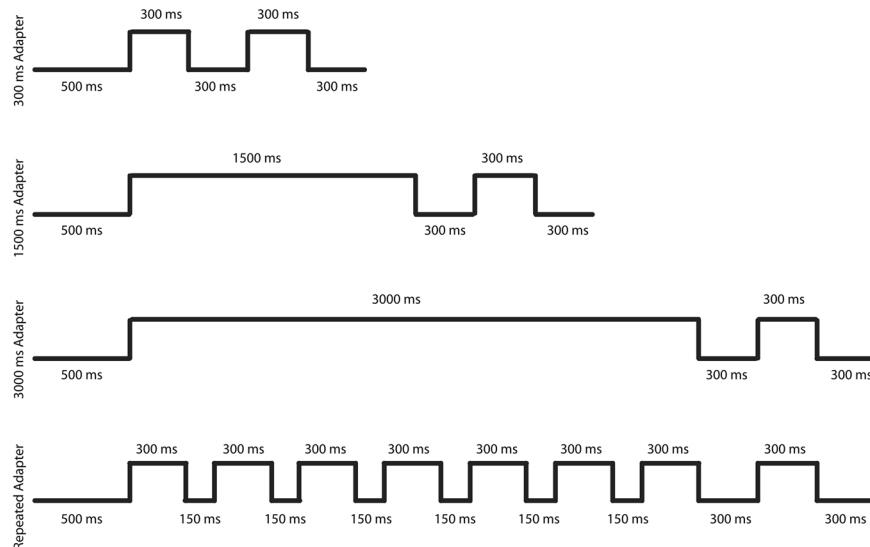 300 ms Adapter
300 ms 300 ms
500 ms 300 ms 300 ms
1500 ms Adapter
1500 ms 300 ms
500 ms 300 ms 300 ms
3000 ms Adapter
3000 ms 300 ms
500 ms 300 ms 300 ms
Repeated Adapter
300 ms 300 ms 300 ms 300 ms 300 ms 300 ms 300 ms 300 ms
500 ms 150 ms 150 ms 150 ms 150 ms 150 ms 150 ms 300 ms 300 ms